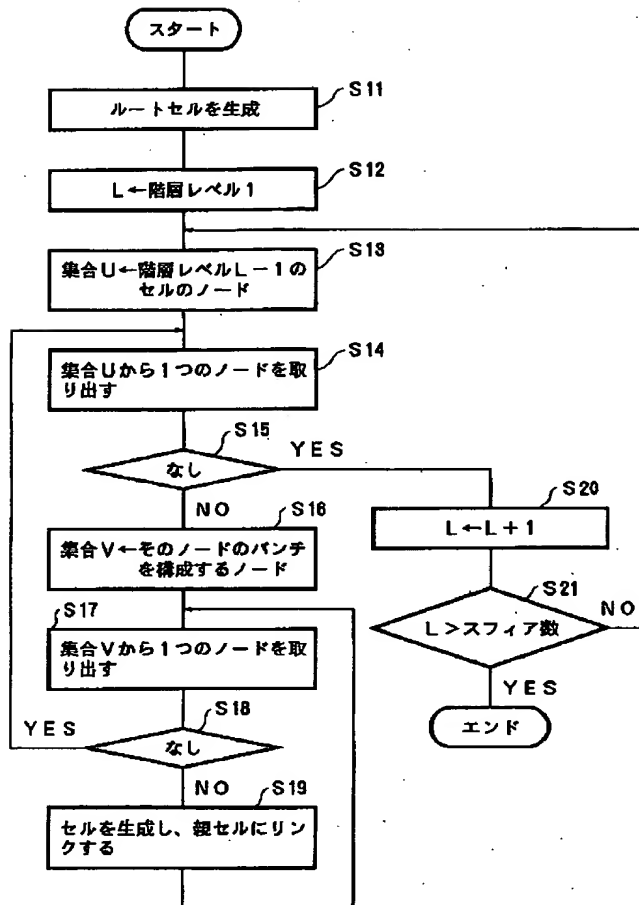 スタート
S11
ルートセルを生成
S12
L←階層レベル1
S13
集合U←階層レベルL－1の
セルのノード
S14
集合Uから1つのノードを取
り出す
S15
なし
YES
NO
S16
集合V←そのノードのバンチ
を構成するノード
S17
集合Vから1つのノードを取
り出す
S18
なし
YES
NO
S19
セルを生成し、親セルにリンク
する
S20
L←L＋1
S21
L＞スフィア数
NO
YES
エンド